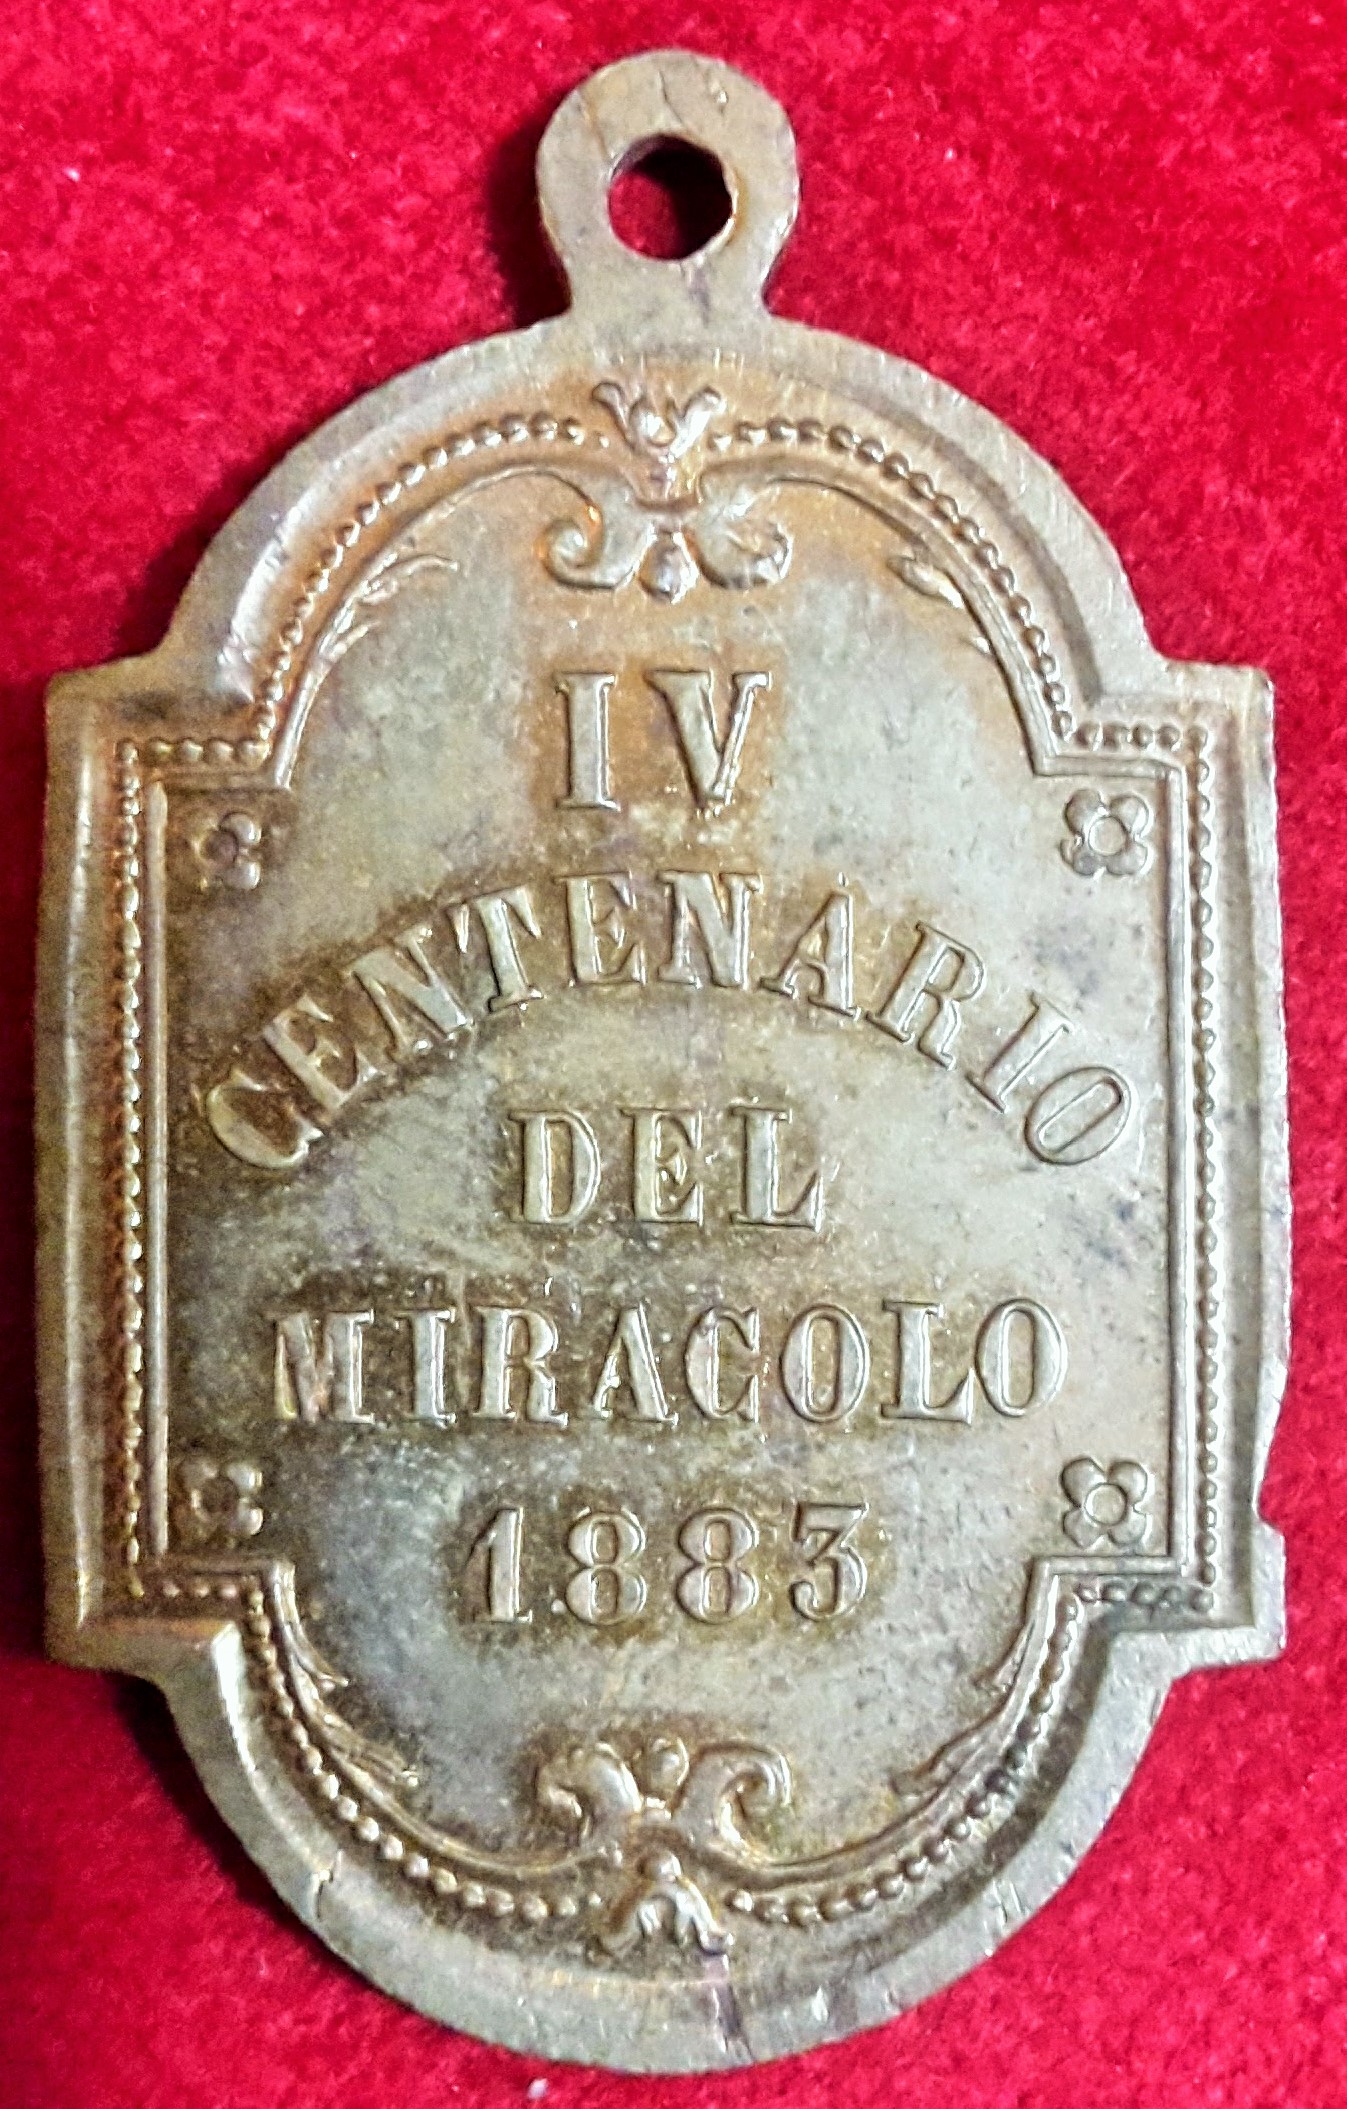 IV
CENTENARIO
DEL
MIRACOLO
1883